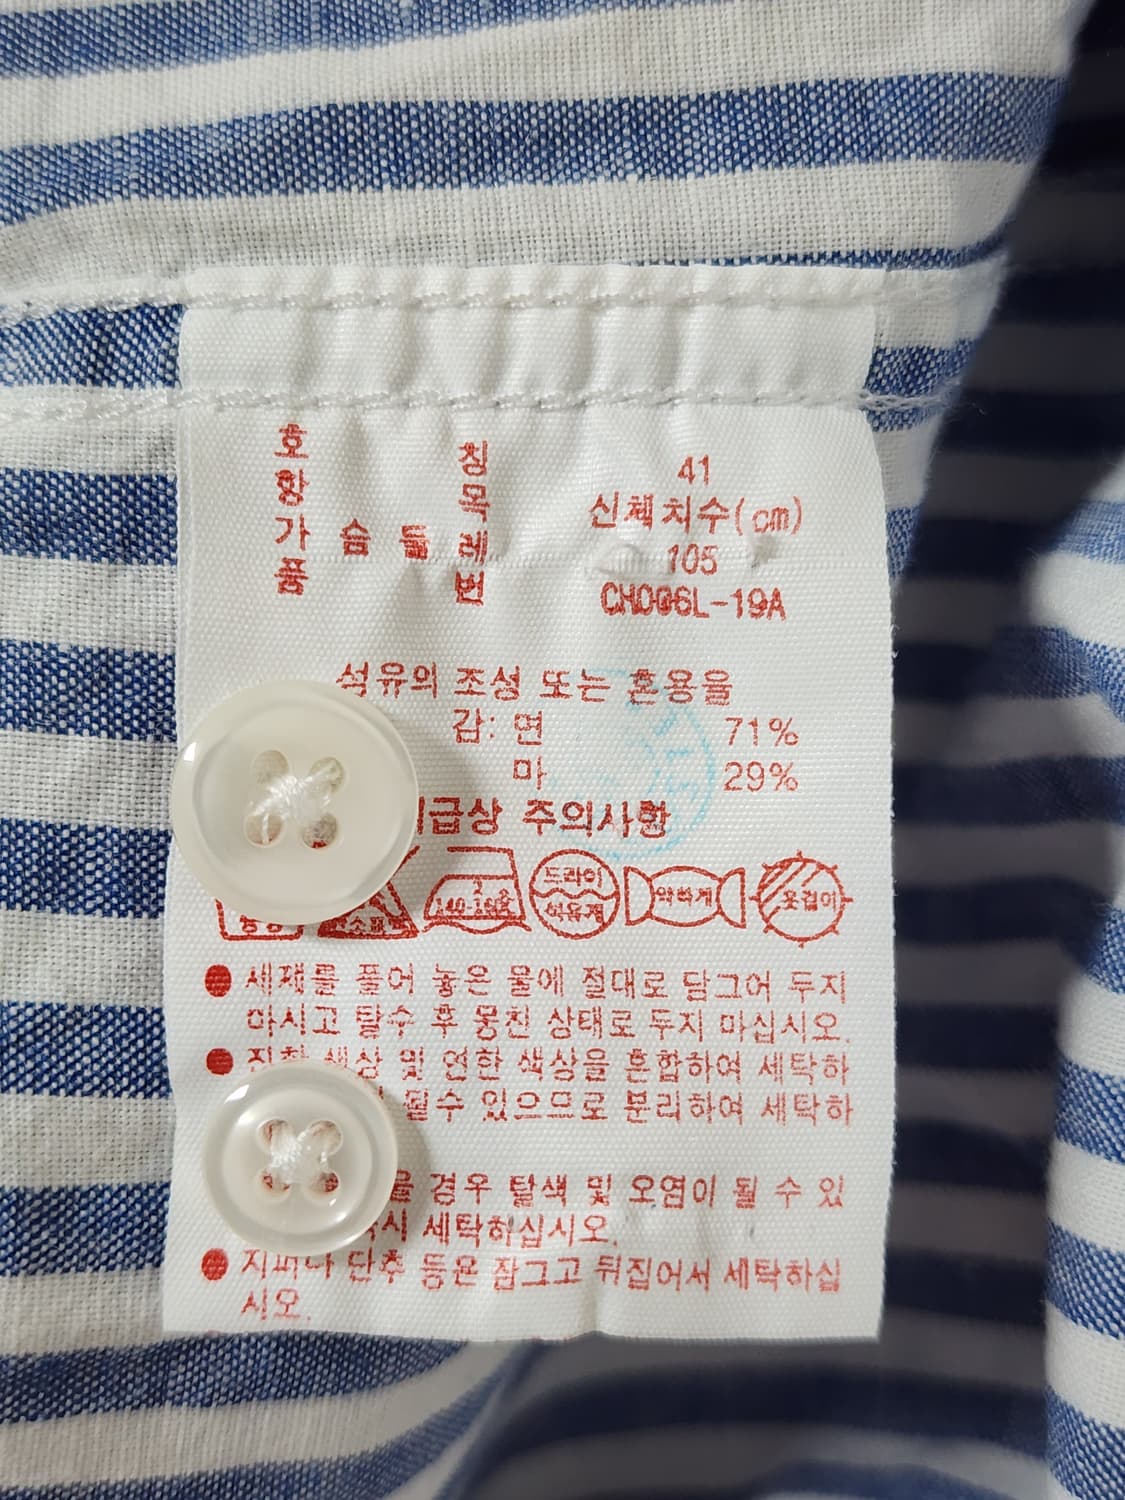 호 칭 41
항 목 신체치수(cm)
가 슴 둘 레 105
품 번
섬유의 조성 또는 혼용율
감: 면 71%
마 29%
급상 주의사항
드라이
석유계 약하게 옷걸이
세제를 풀어 놓은 물에 절대로 담그어 두지
마시고 탈수 후 뭉친 상태로 두지 마십시오.
색상 및 연한 색상을 혼합하여 세탁하
될수 있으므로 분리하여 세탁하
경우 탈색 및 오염이 될 수 있
세탁하십시오.
지퍼나 단추 등은 잠그고 뒤집어서 세탁하십
시오.